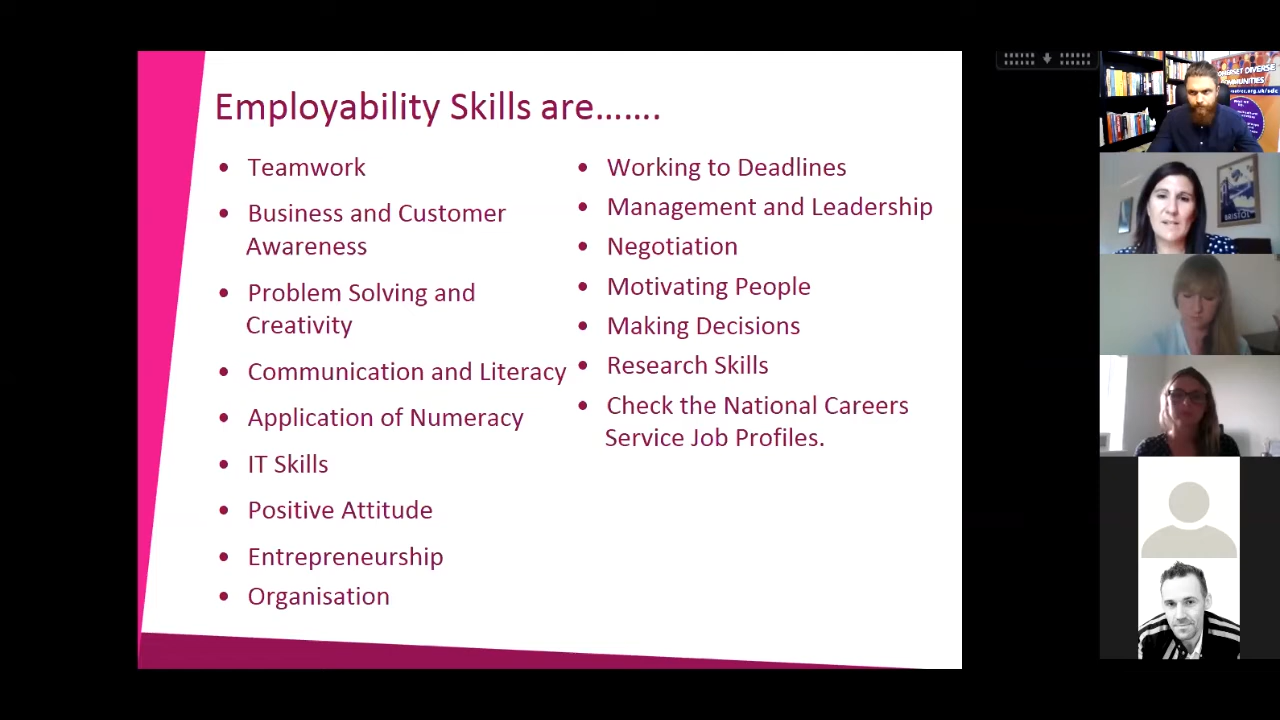 Employability Skills are…….
• Teamwork
• Business and Customer
Awareness
• Problem Solving and
Creativity
• Communication and Literacy
• Application of Numeracy
• IT Skills
• Positive Attitude
• Entrepreneurship
• Organisation
• Working to Deadlines
• Management and Leadership
• Negotiation
• Motivating People
• Making Decisions
• Research Skills
• Check the National Careers
Service Job Profiles.
DIVERSE
BRISTOL